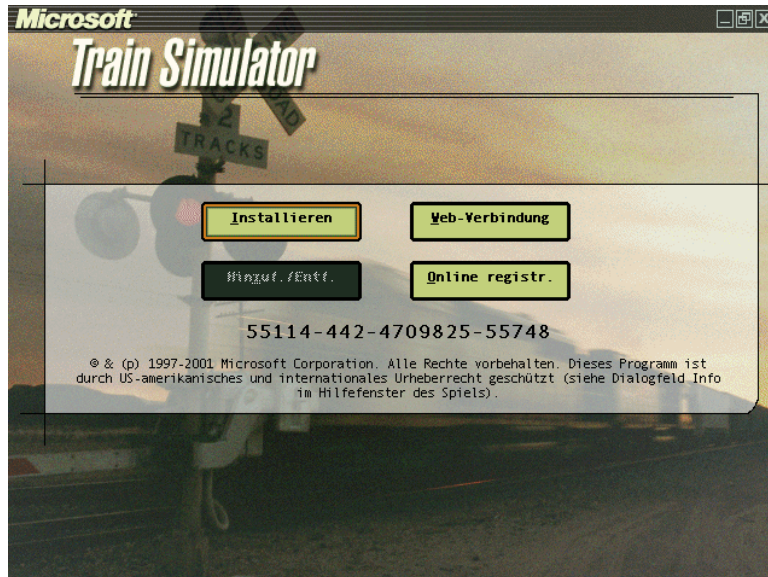 Microsoft
Train Simulator
2
TRACKS
Installieren
Web-Verbindung
Hinzuf./Entf.
Online registr.
55114-442-4709825-55748
© & (p) 1997-2001 Microsoft Corporation. Alle Rechte vorbehalten. Dieses Programm ist
durch US-amerikanisches und internationales Urheberrecht geschützt (siehe Dialogfeld Info
im Hilfefenster des Spiels).